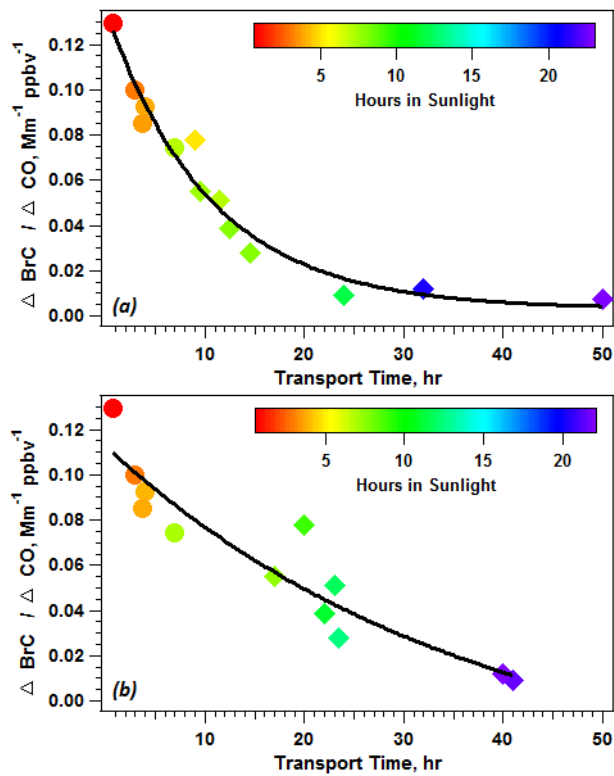 0.12
0.10
0.08
0.06
0.04
0.02
0.00
Δ BrC / Δ CO, Mm⁻¹ ppbv⁻¹
5 10 15 20
Hours in Sunlight
(a)
10 20 30 40 50
Transport Time, hr
0.12
0.10
0.08
0.06
0.04
0.02
0.00
Δ BrC / Δ CO, Mm⁻¹ ppbv⁻¹
5 10 15 20
Hours in Sunlight
(b)
10 20 30 40 50
Transport Time, hr